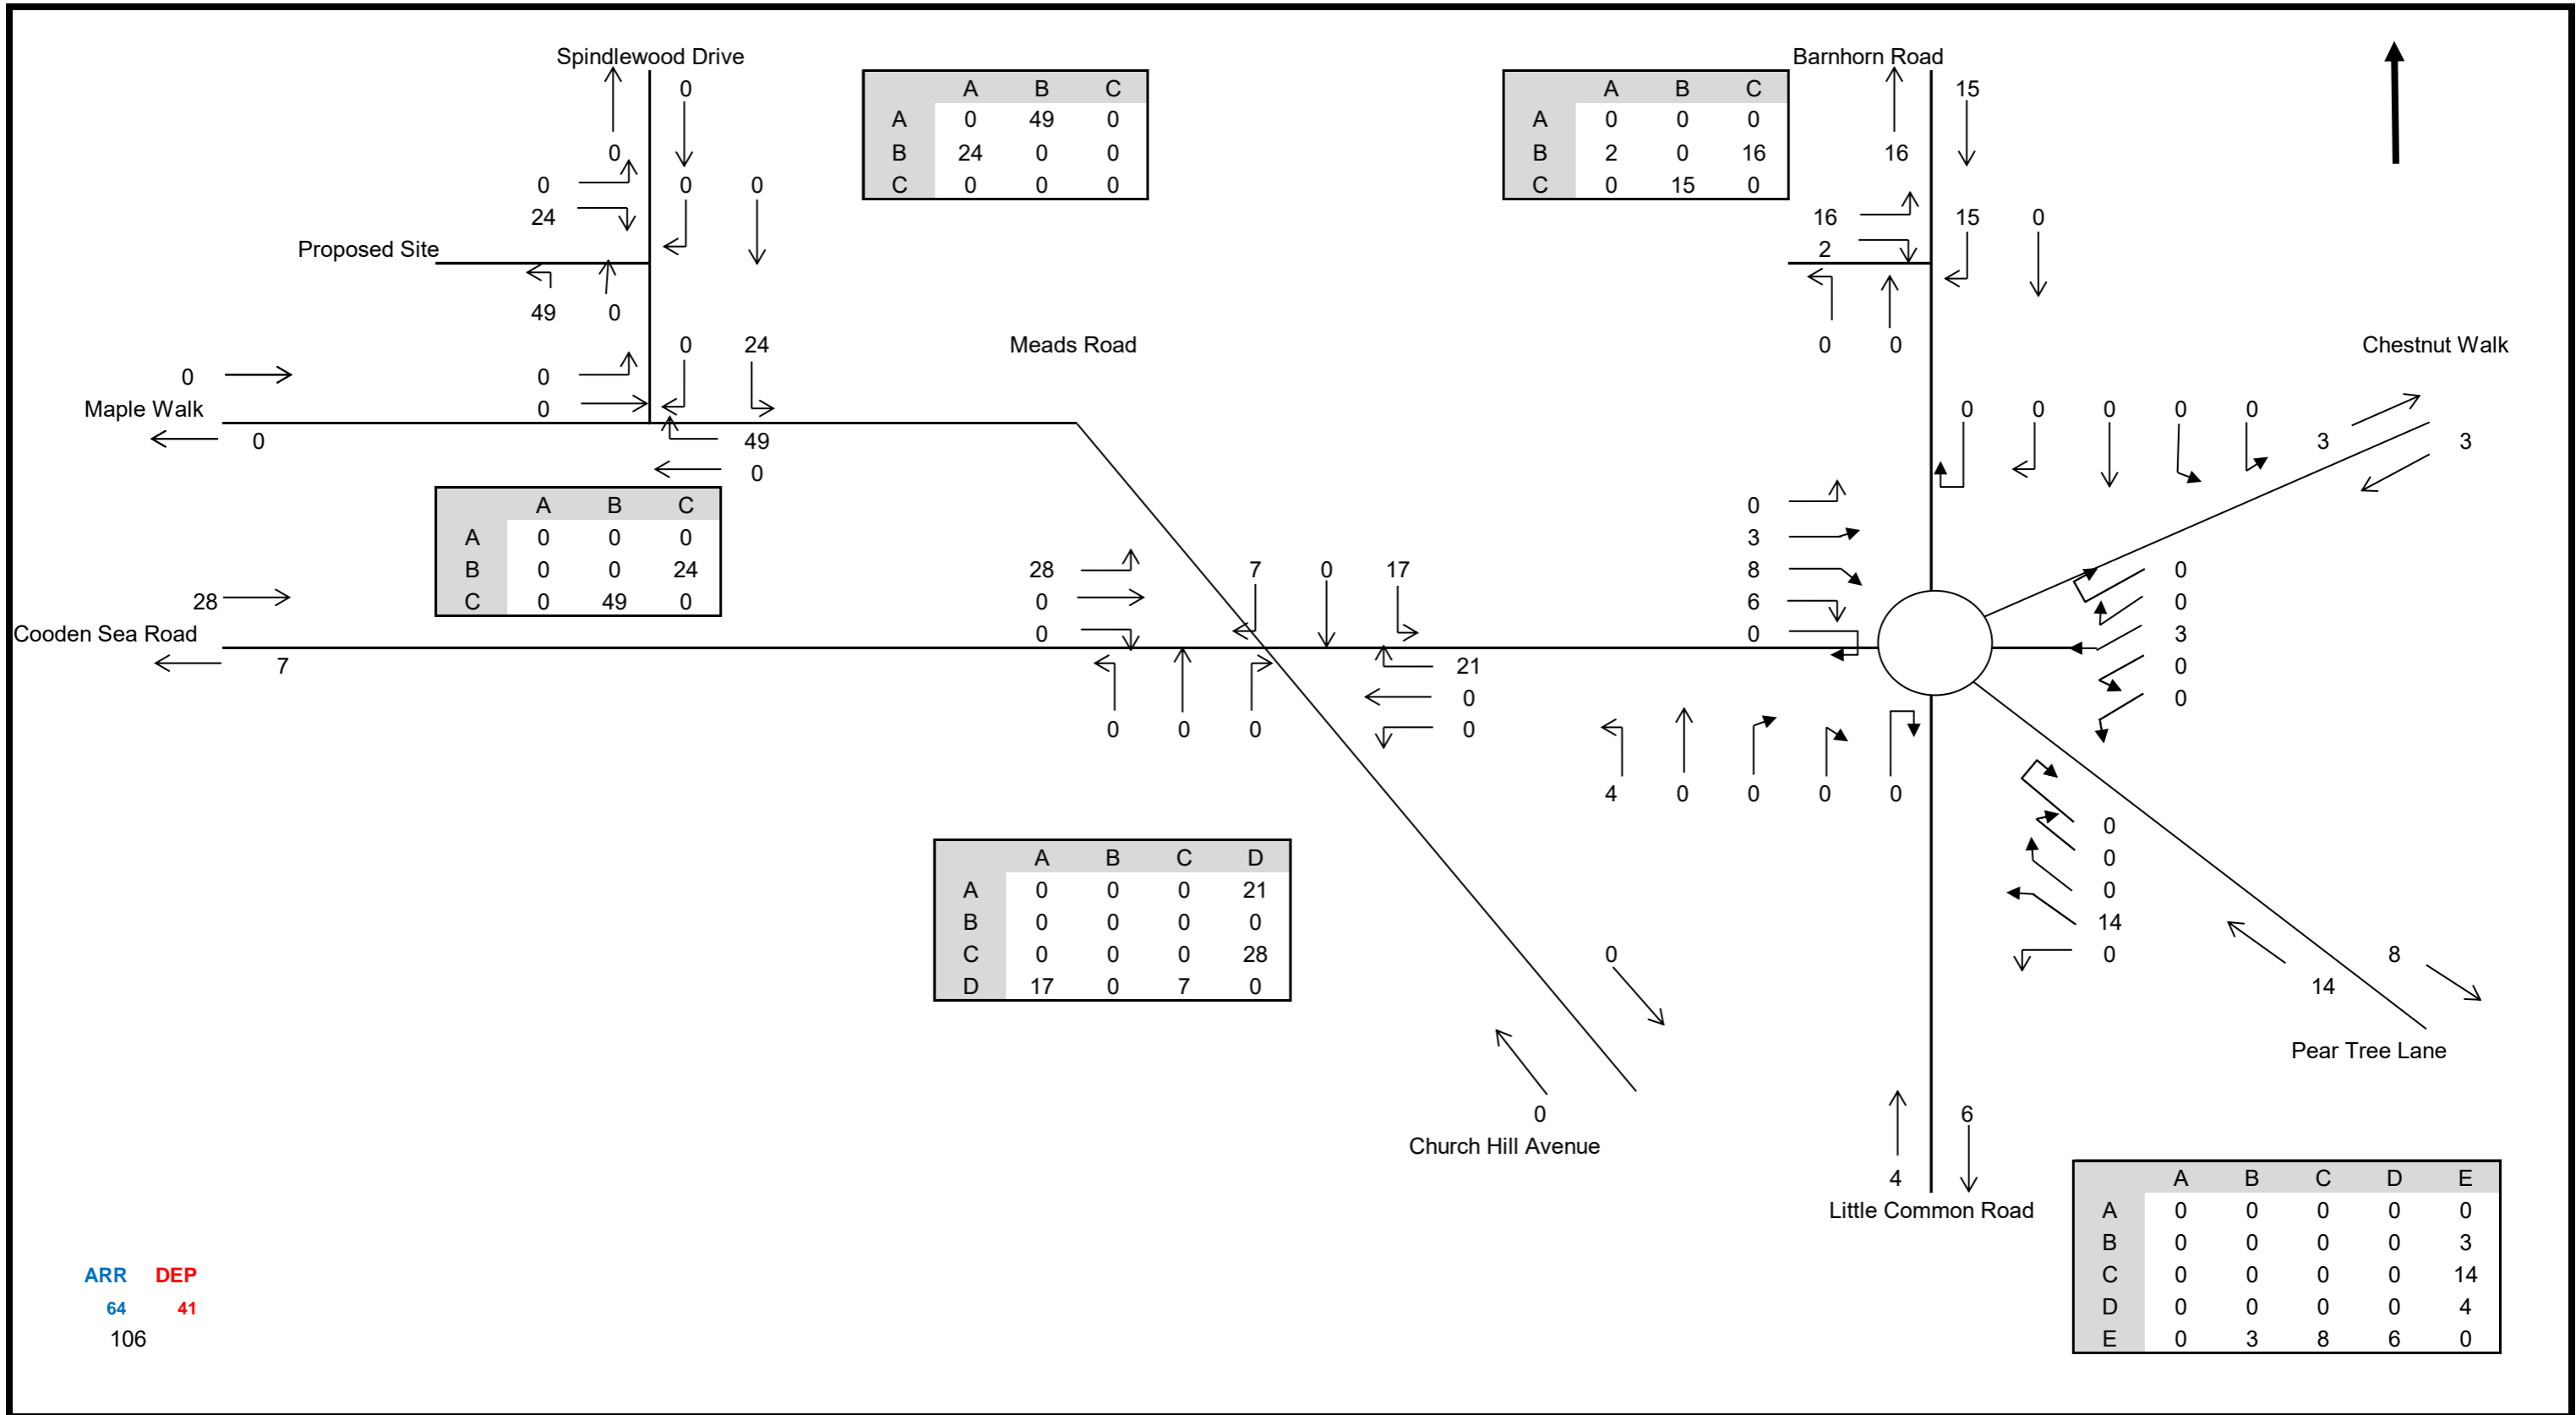 Spindlewood Drive
Barnhorn Road
0
15
A B C
A 0 49 0
B 24 0 0
C 0 0 0
A B C
A 0 0 0
B 2 0 16
C 0 15 0
0
16
0
0 0
24
16
15 0
2
Proposed Site
49 0
0 0
0 24
Meads Road
Chestnut Walk
0
0
Maple Walk
0
0
49
0
0 0 0 0 0
3
3
A B C
A 0 0 0
B 0 0 24
C 0 49 0
28
Cooden Sea Road
7
28
0
0
7 0 17
0
3
8
6
0
0
0
3
0
0
21
0
0
0 0 0
4 0 0 0 0
0
0
0
14
0
A B C D
A 0 0 0 21
B 0 0 0 0
C 0 0 0 28
D 17 0 7 0
0
8
14
Pear Tree Lane
0
Church Hill Avenue
6
4
Little Common Road
A B C D E
A 0 0 0 0 0
B 0 0 0 0 3
C 0 0 0 0 14
D 0 0 0 0 4
E 0 3 8 6 0
ARR DEP
64 41
106